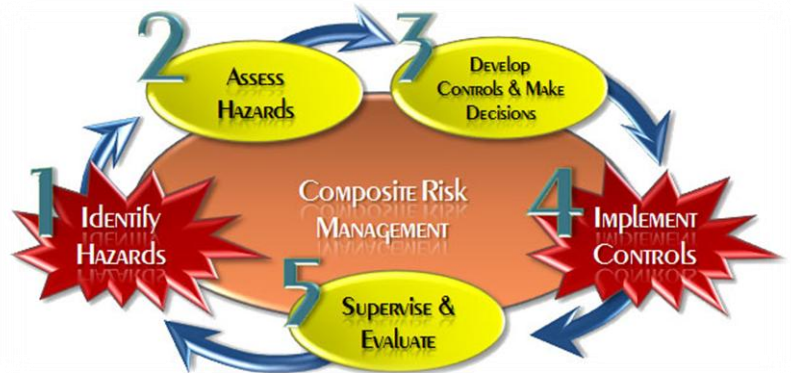 1
Identify
Hazards
2
Assess
Hazards
3
Develop
Controls & Make
Decisions
4
Implement
Controls
5
Supervise &
Evaluate
Composite Risk
Management